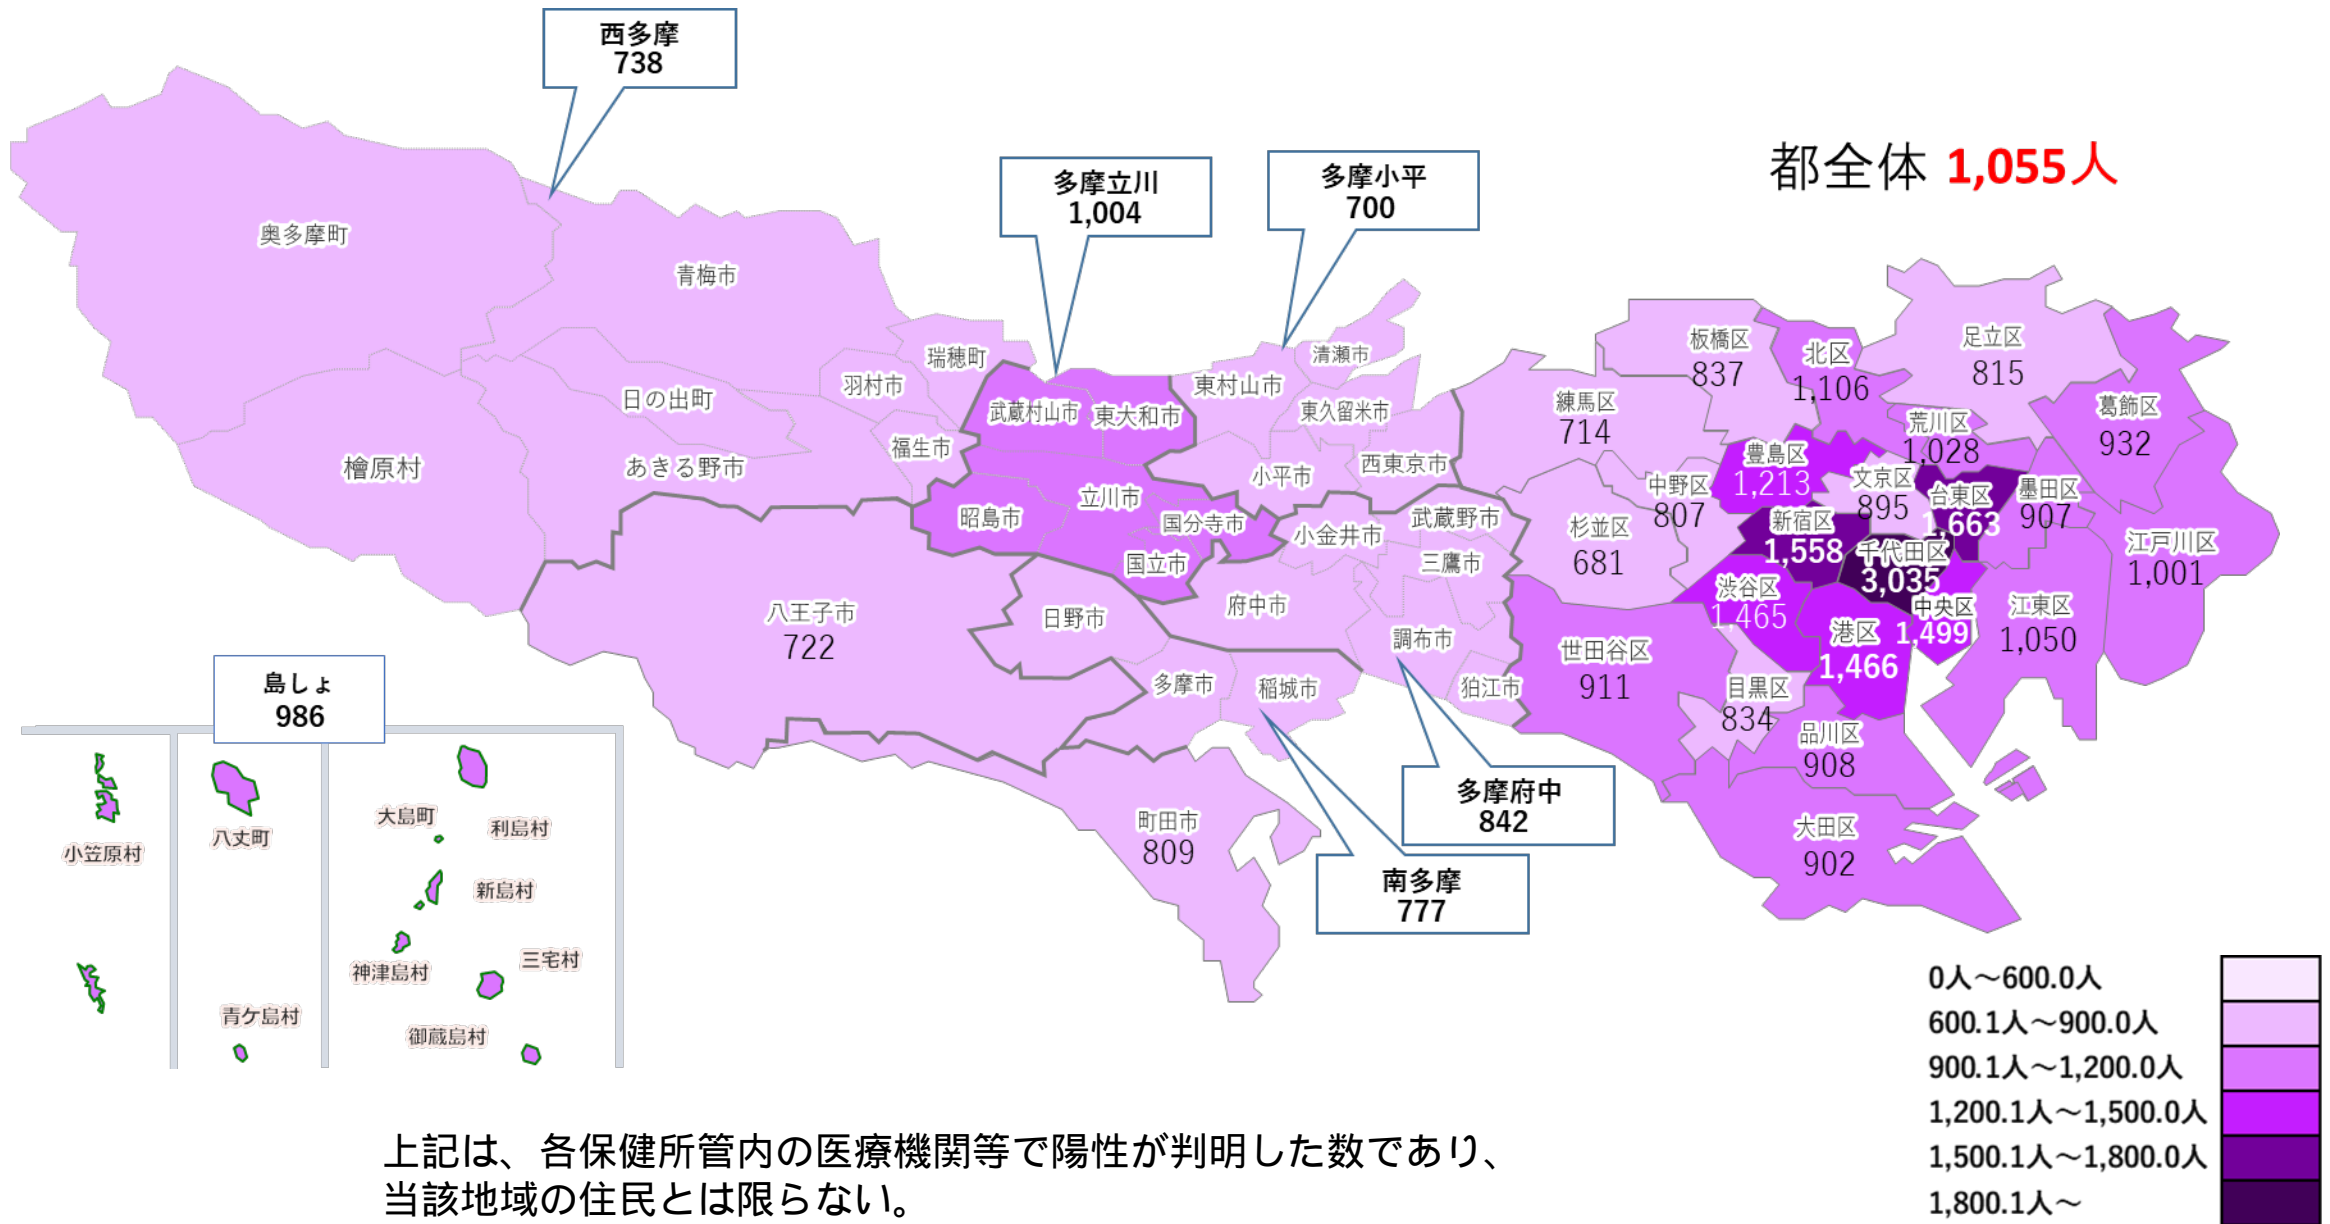 西多摩
738
多摩立川
1,004
多摩小平
700
都全体 1,055人
奥多摩町
青梅市
瑞穂町
羽村市
日の出町
福生市
あきる野市
檜原村
武蔵村山市
東大和市
東村山市
清瀬市
東久留米市
小平市
西東京市
昭島市
立川市
国分寺市
国立市
小金井市
武蔵野市
三鷹市
府中市
調布市
狛江市
八王子市
722
日野市
多摩市
稲城市
町田市
809
多摩府中
842
南多摩
777
板橋区
837
北区
1,106
足立区
815
葛飾区
932
練馬区
714
荒川区
1,028
豊島区
1,213
文京区
895
台東区
1,663
墨田区
907
中野区
807
杉並区
681
新宿区
1,558
千代田区
3,035
江戸川区
1,001
渋谷区
1,465
中央区
1,499
江東区
1,050
港区
1,466
世田谷区
911
目黒区
834
品川区
908
大田区
902
島しょ
986
小笠原村
八丈町
青ケ島村
大島町
利島村
新島村
神津島村
三宅村
御蔵島村
0人～600.0人
600.1人～900.0人
900.1人～1,200.0人
1,200.1人～1,500.0人
1,500.1人～1,800.0人
1,800.1人～
上記は、各保健所管内の医療機関等で陽性が判明した数であり、
当該地域の住民とは限らない。